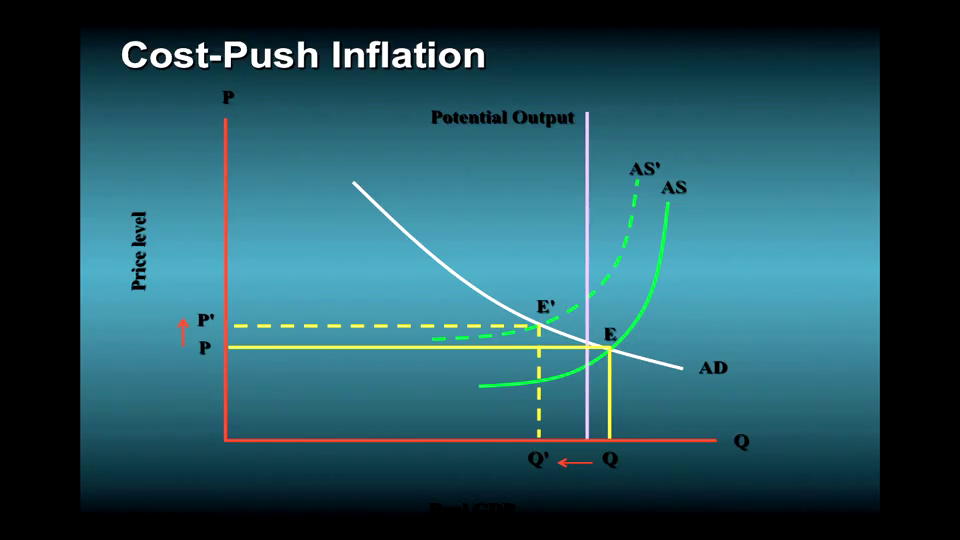 Cost-Push Inflation
P
Potential Output
AS'
AS
Price level
E'
P'
E
P
AD
Q
Q'
Q